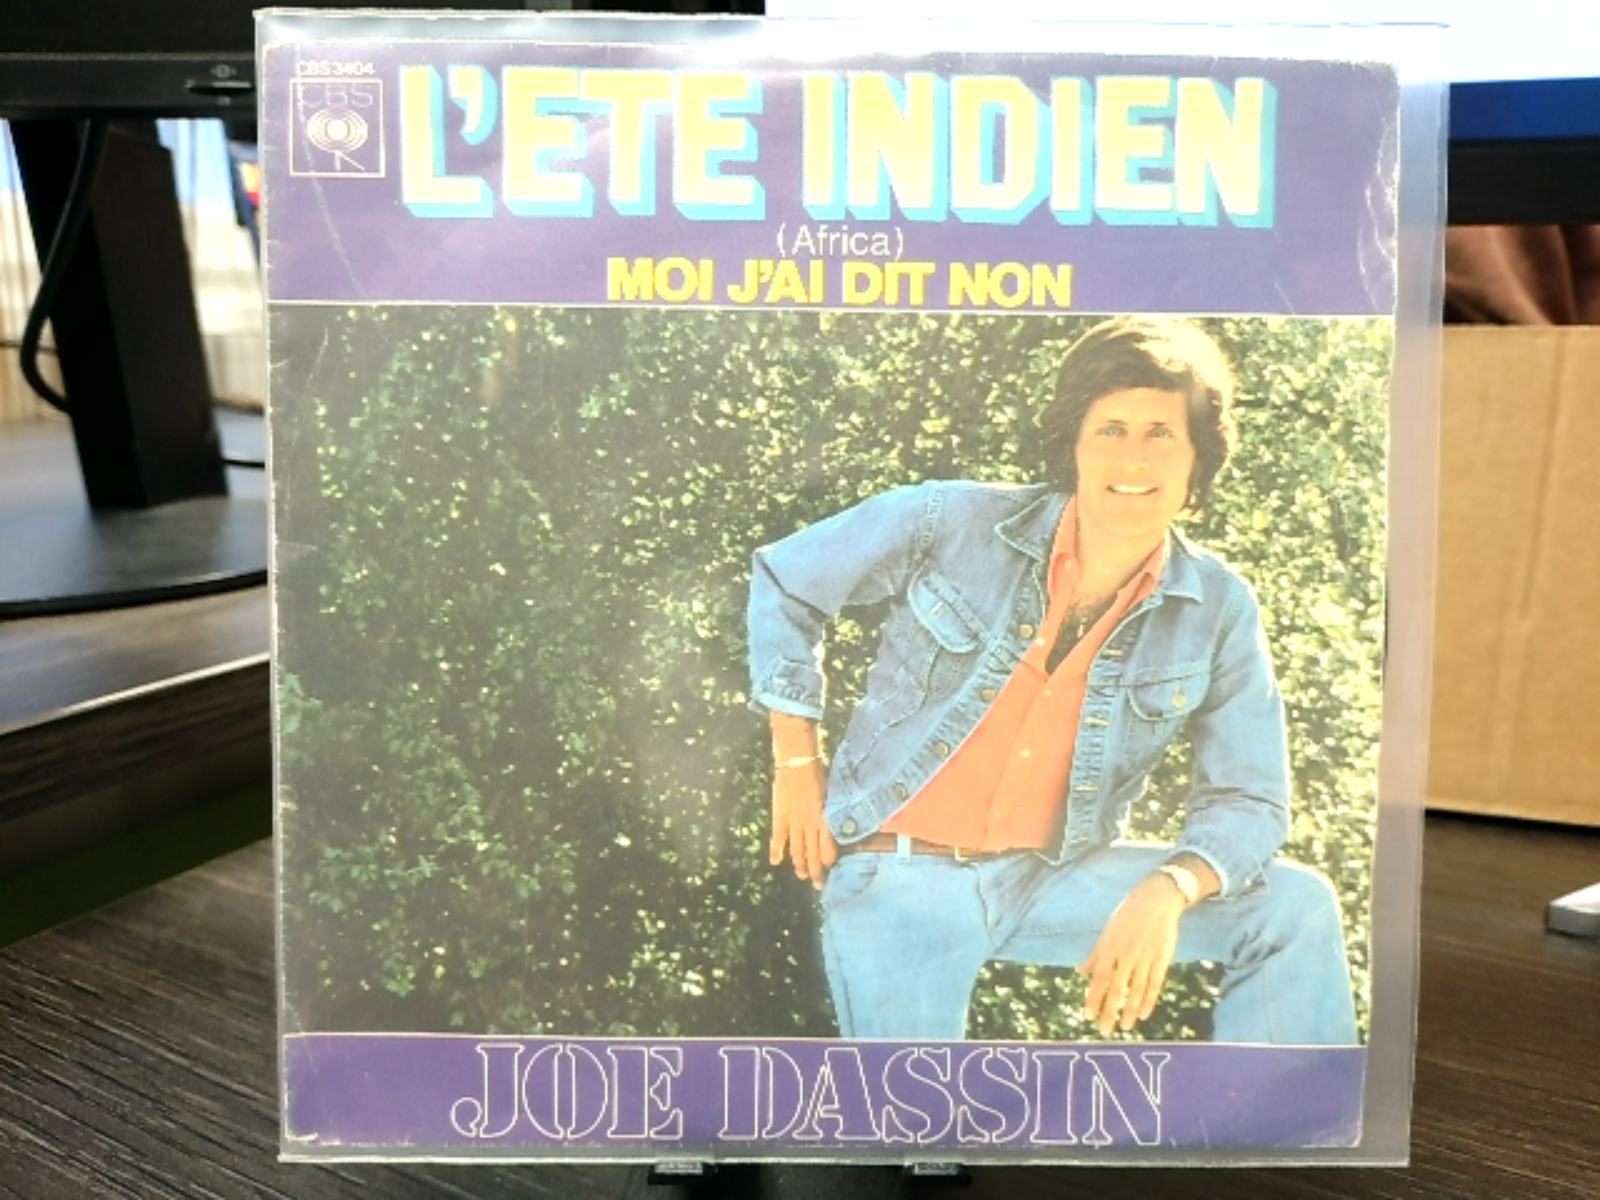 CBS 3404
CBS
L'ETE INDIEN
(Africa)
MOI J'AI DIT NON
JOE DASSIN